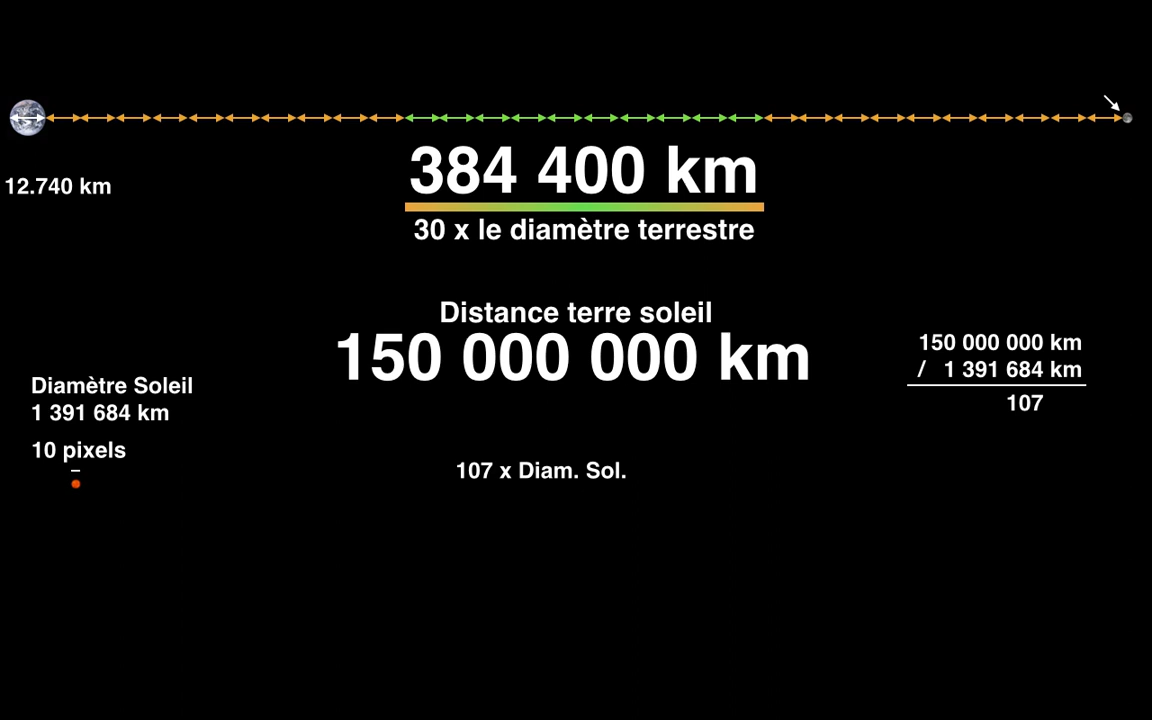 12.740 km
384 400 km
30 x le diamètre terrestre
Distance terre soleil
150 000 000 km
Diamètre Soleil
1 391 684 km
10 pixels
107 x Diam. Sol.
150 000 000 km
/ 1 391 684 km
107